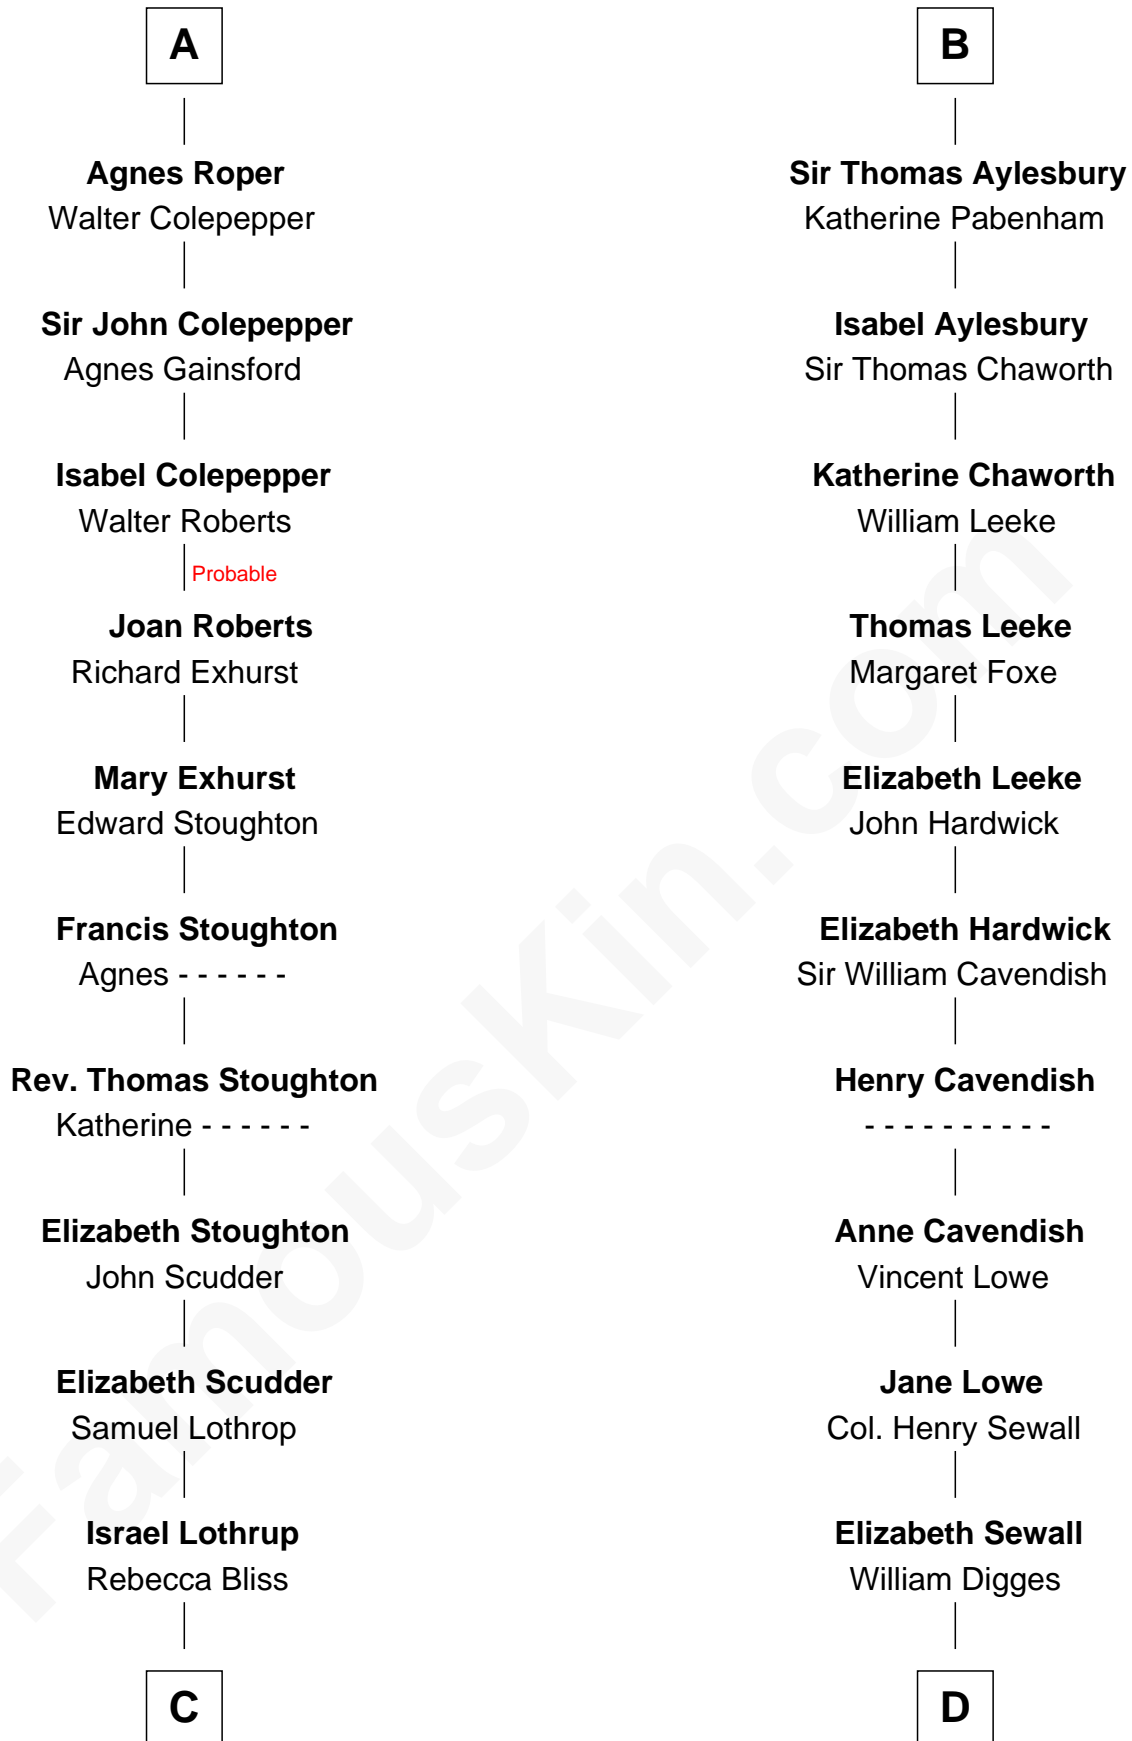 A
Agnes Roper
Walter Colepepper
Sir John Colepepper
Agnes Gainsford
Isabel Colepepper
Walter Roberts
Probable
Joan Roberts
Richard Exhurst
Mary Exhurst
Edward Stoughton
Francis Stoughton
Agnes - - - - - -
Rev. Thomas Stoughton
Katherine - - - - - -
Elizabeth Stoughton
John Scudder
Elizabeth Scudder
Samuel Lothrop
Israel Lothrup
Rebecca Bliss
C
B
Sir Thomas Aylesbury
Katherine Pabenham
Isabel Aylesbury
Sir Thomas Chaworth
Katherine Chaworth
William Leeke
Thomas Leeke
Margaret Foxe
Elizabeth Leeke
John Hardwick
Elizabeth Hardwick
Sir William Cavendish
Henry Cavendish
- - - - - - - - - -
Anne Cavendish
Vincent Lowe
Jane Lowe
Col. Henry Sewall
Elizabeth Sewall
William Digges
D
FamousKin.com